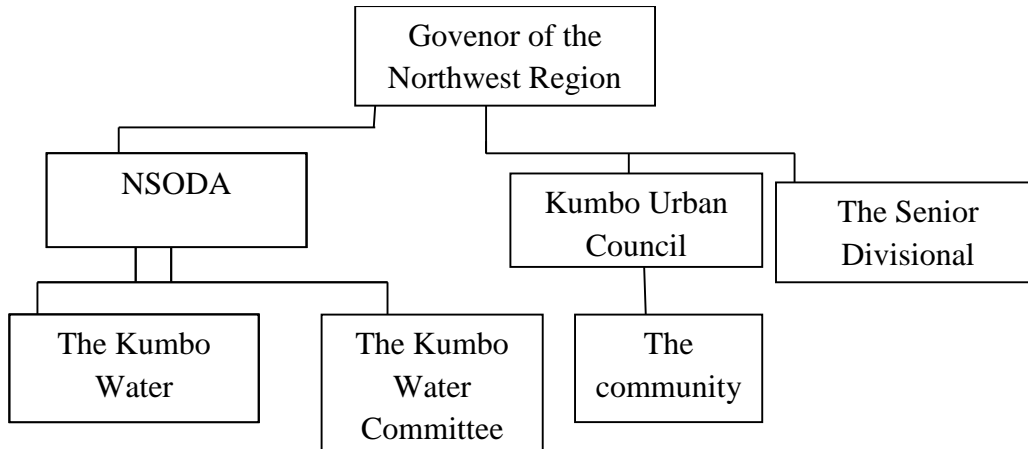 Govenor of the
Northwest Region
NSODA
Kumbo Urban
Council
The Senior
Divisional
The Kumbo
Water
The Kumbo
Water
Committee
The
community